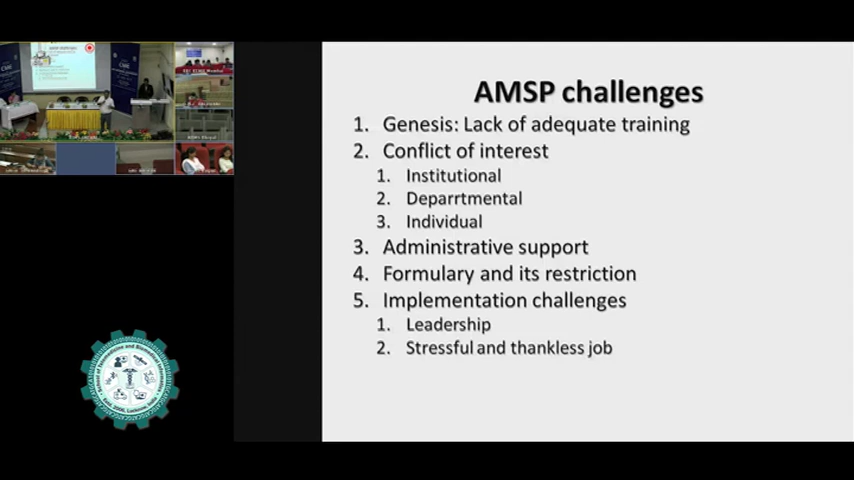 AMSP challenges
1. Genesis: Lack of adequate training
2. Conflict of interest
1. Institutional
2. Deparrtmental
3. Individual
3. Administrative support
4. Formulary and its restriction
5. Implementation challenges
1. Leadership
2. Stressful and thankless job
CME